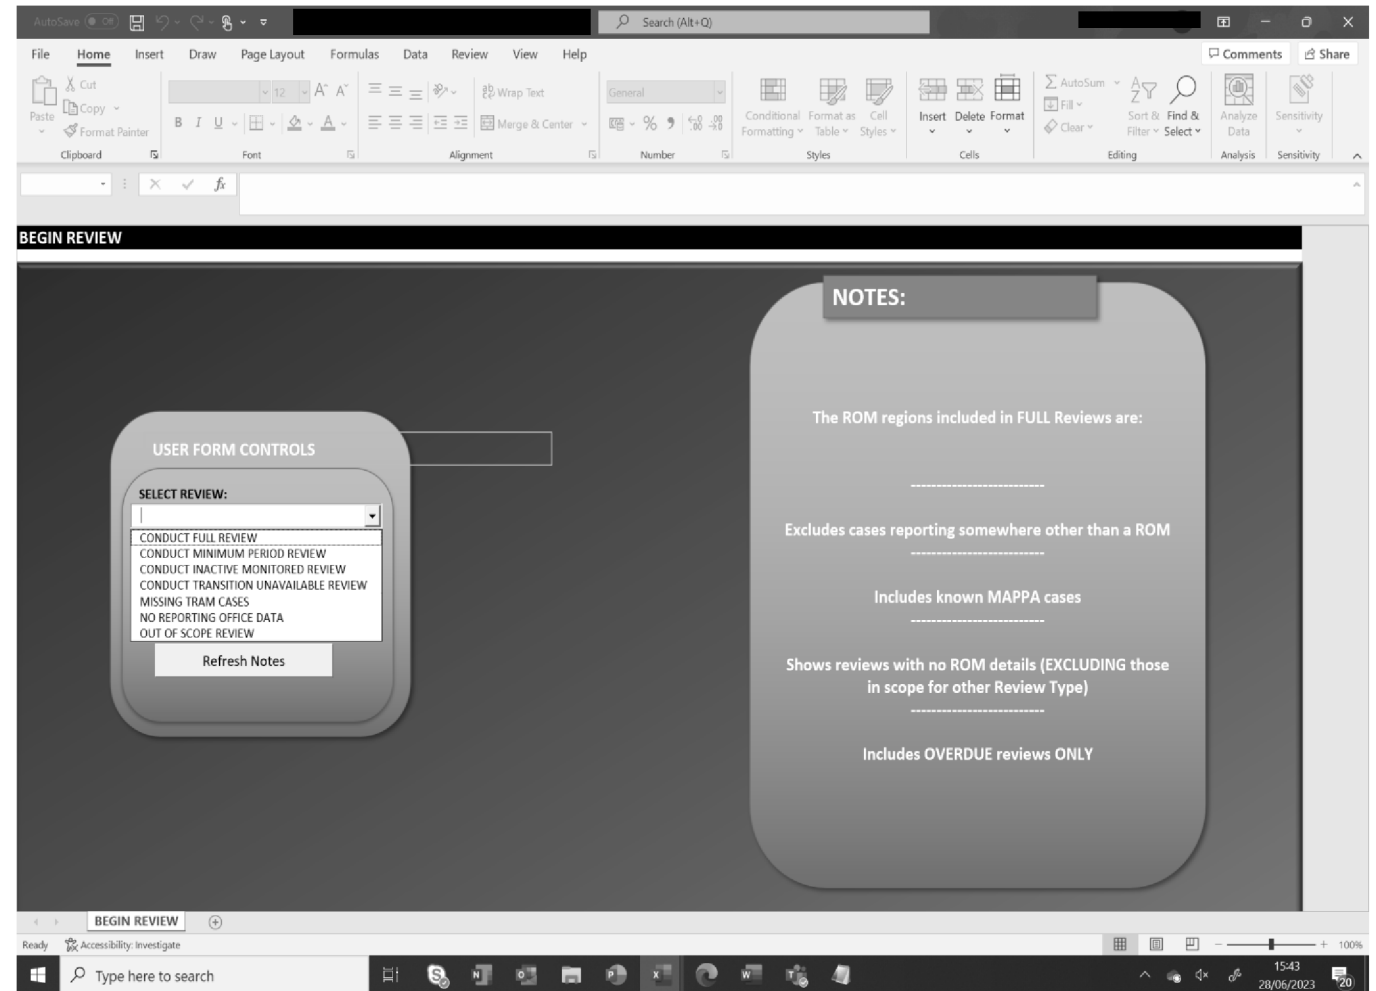 AutoSave Off Search (Alt+Q)
File Home Insert Draw Page Layout Formulas Data Review View Help Comments Share
Cut
Copy
Paste
Format Painter
12
B I U
Wrap Text
Merge & Center
General
Conditional Formatting
Format as Table
Cell Styles
Insert Delete Format
AutoSum
Fill
Clear
Sort & Filter
Find & Select
Analyze Data
Sensitivity
Clipboard Font Alignment Number Styles Cells Editing Analysis Sensitivity
fx
BEGIN REVIEW
NOTES:
The ROM regions included in FULL Reviews are:
--------------------------
Excludes cases reporting somewhere other than a ROM
--------------------------
Includes known MAPPA cases
--------------------------
Shows reviews with no ROM details (EXCLUDING those
in scope for other Review Type)
--------------------------
Includes OVERDUE reviews ONLY
USER FORM CONTROLS
SELECT REVIEW:
CONDUCT FULL REVIEW
CONDUCT MINIMUM PERIOD REVIEW
CONDUCT INACTIVE MONITORED REVIEW
CONDUCT TRANSITION UNAVAILABLE REVIEW
MISSING TRAM CASES
NO REPORTING OFFICE DATA
OUT OF SCOPE REVIEW
Refresh Notes
BEGIN REVIEW
Ready Accessibility: Investigate 100%
Type here to search
15:43
28/06/2023
20